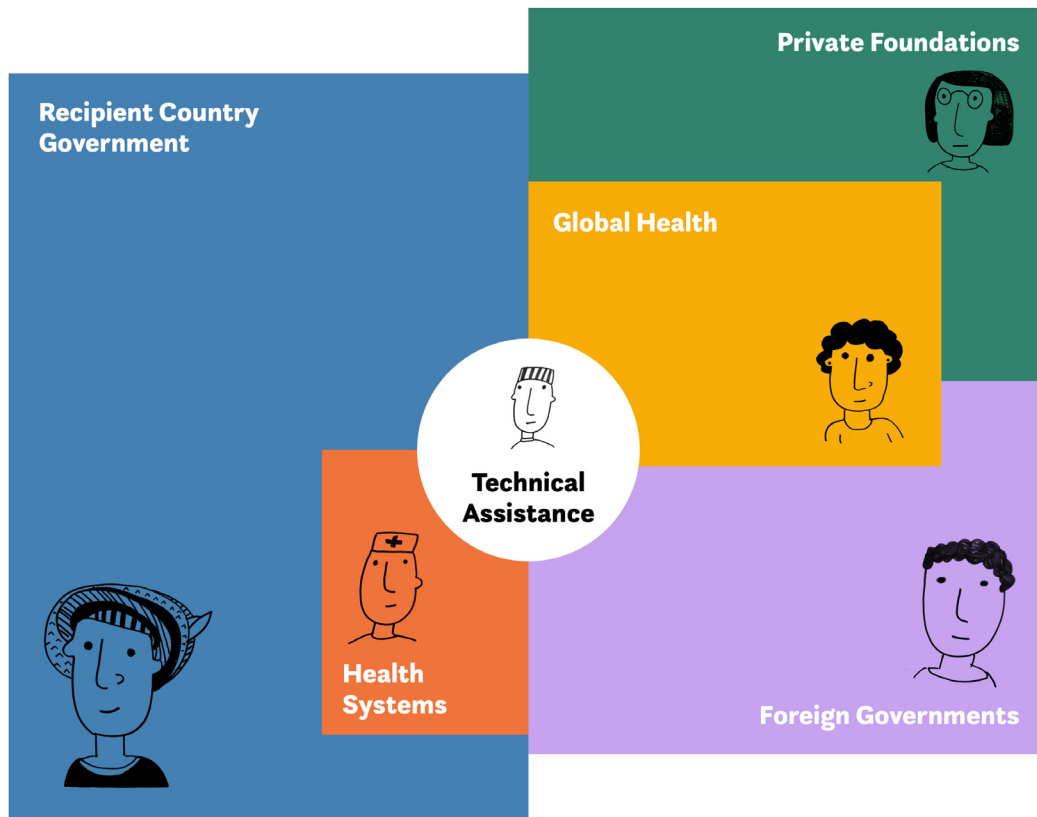 Private Foundations
Recipient Country
Government
Global Health
Technical
Assistance
Health
Systems
Foreign Governments